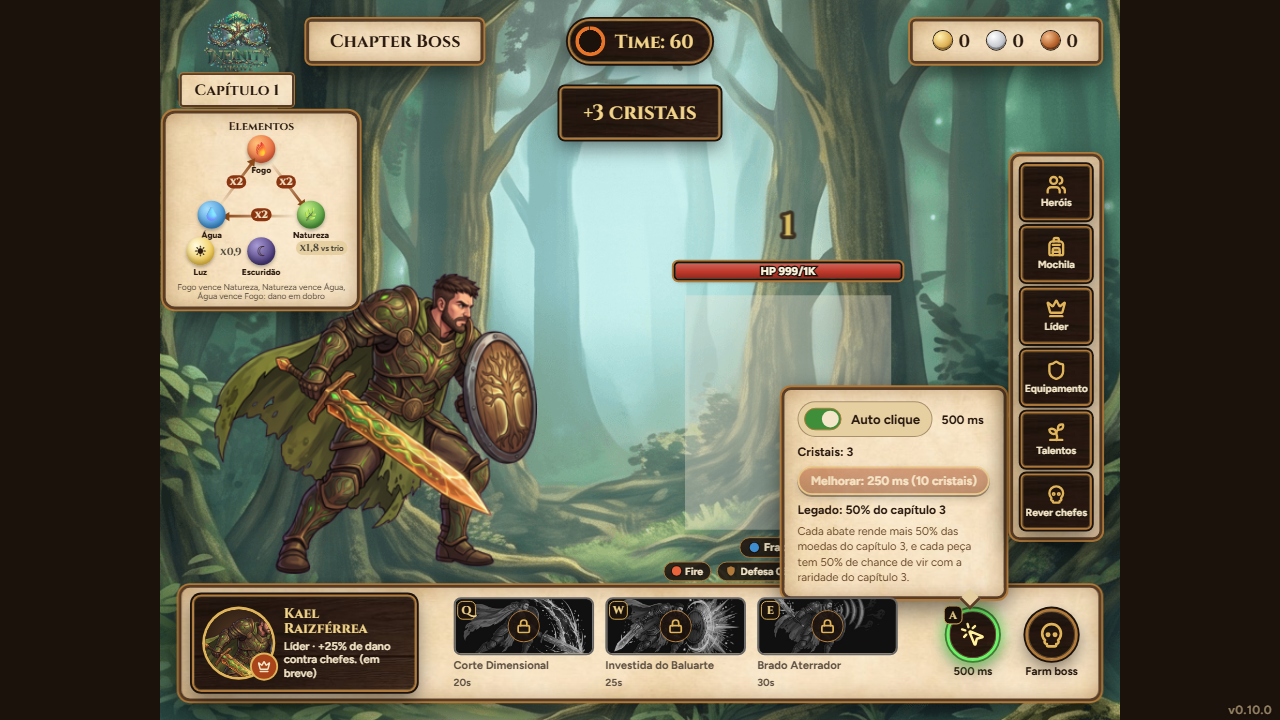 Chapter Boss
Time: 60
0 0 0
Capítulo 1
+3 cristais
Elementos
Fogo
x2 x2
x2
Água Natureza
x0,9 x1,8 vs trio
Luz Escuridão
Fogo vence Natureza, Natureza vence Água,
Água vence Fogo: dano em dobro
1
HP 999/1K
Heróis
Mochila
Líder
Equipamento
Talentos
Rever chefes
Auto clique 500 ms
Cristais: 3
Melhorar: 250 ms (10 cristais)
Legado: 50% do capítulo 3
Cada abate rende mais 50% das
moedas do capítulo 3, e cada peça
tem 50% de chance de vir com a
raridade do capítulo 3.
Fire Defesa
Kael
Raizférrea
Líder · +25% de dano
contra chefes. (em
breve)
Q W E A
Corte Dimensional Investida do Baluarte Brado Aterrador
20s 25s 30s
500 ms Farm boss
v0.10.0